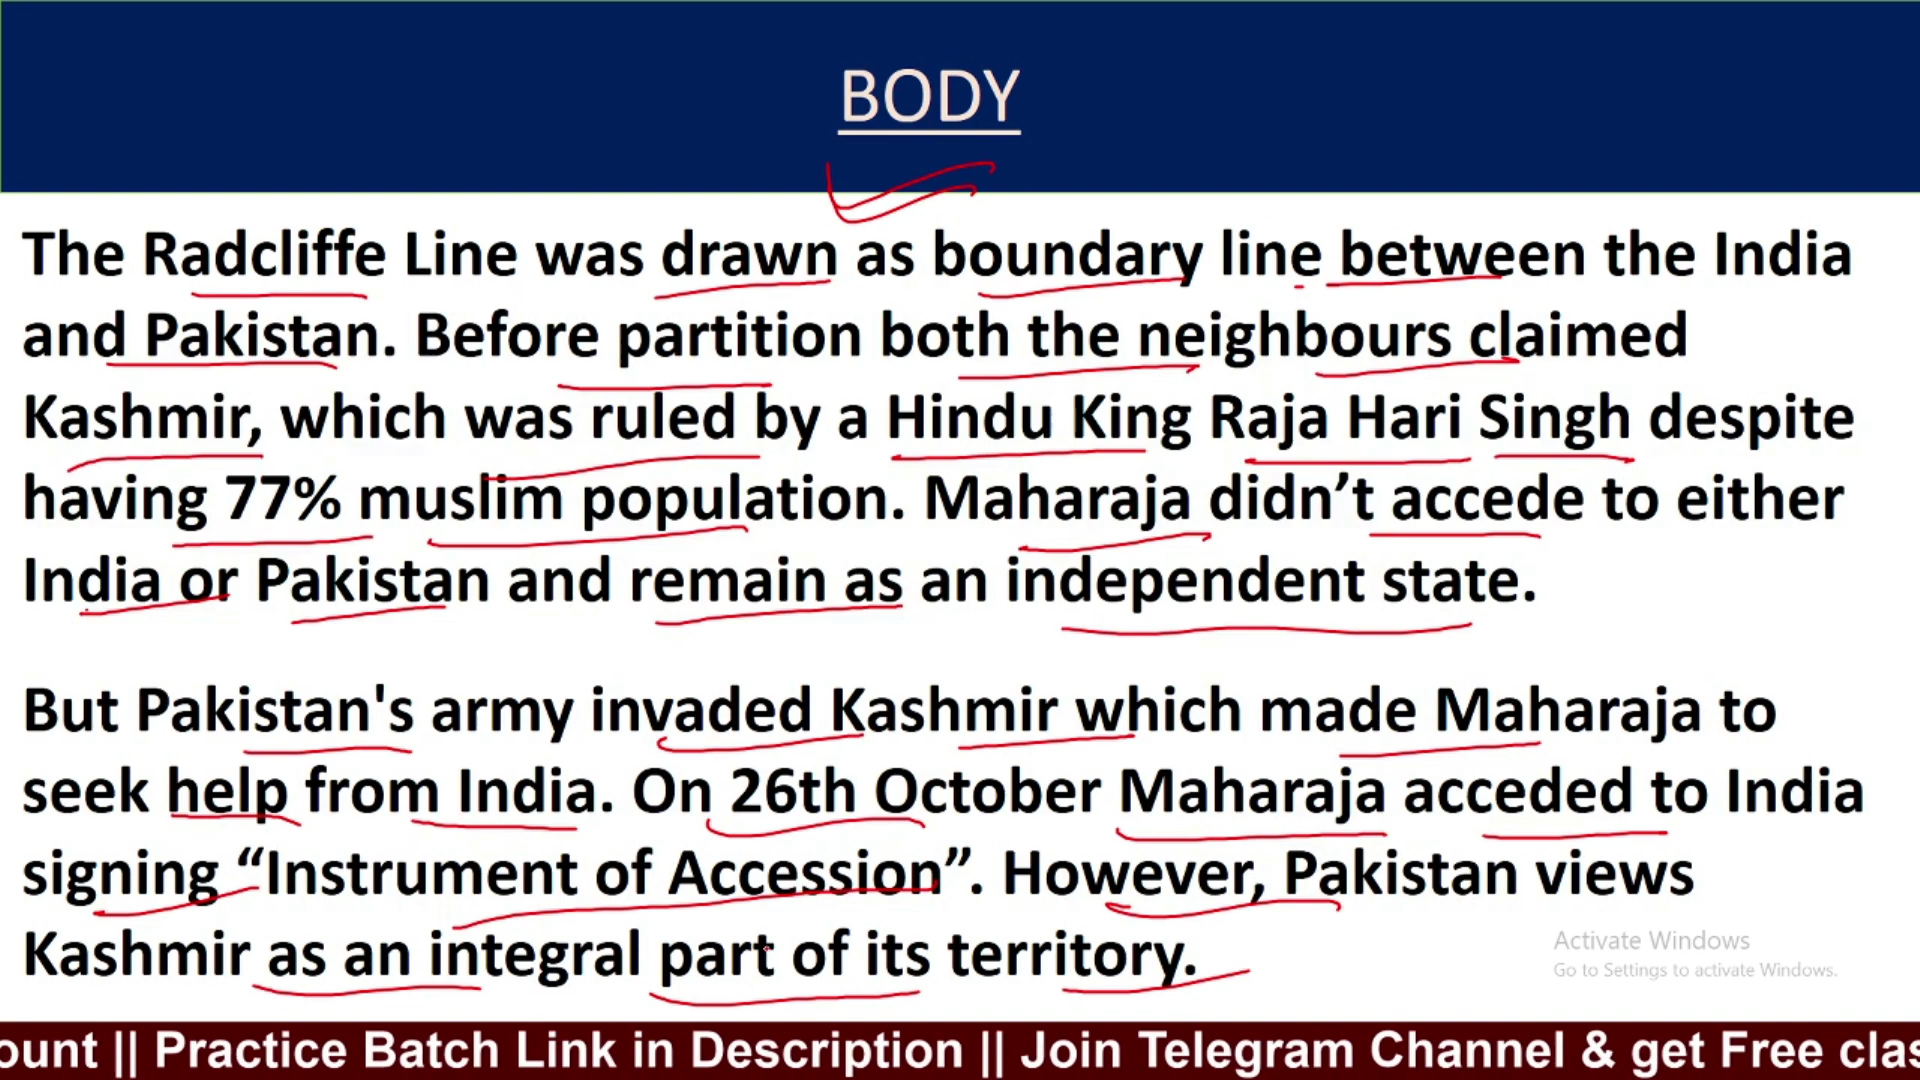 BODY
The Radcliffe Line was drawn as boundary line between the India
and Pakistan. Before partition both the neighbours claimed
Kashmir, which was ruled by a Hindu King Raja Hari Singh despite
having 77% muslim population. Maharaja didn’t accede to either
India or Pakistan and remain as an independent state.
But Pakistan's army invaded Kashmir which made Maharaja to
seek help from India. On 26th October Maharaja acceded to India
signing “Instrument of Accession”. However, Pakistan views
Kashmir as an integral part of its territory.
Activate Windows
Go to Settings to activate Windows.
ount || Practice Batch Link in Description || Join Telegram Channel & get Free clas